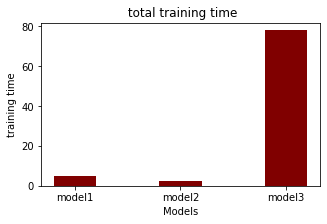 total training time
training time
80
60
40
20
0
model1 model2 model3
Models